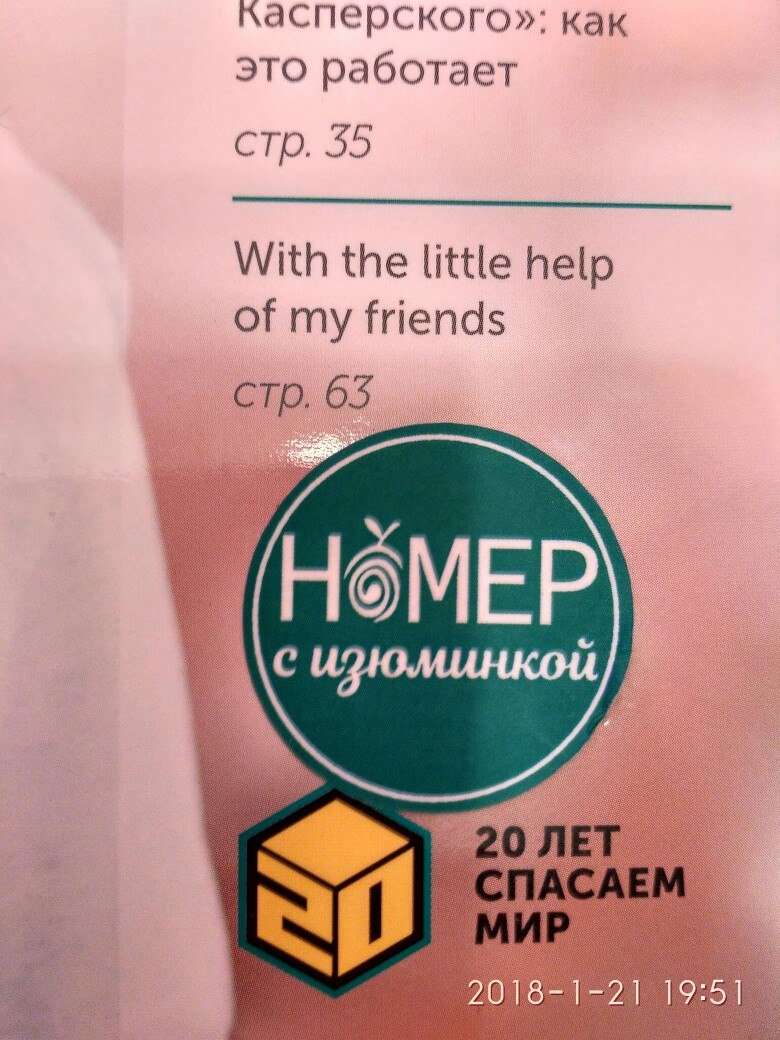 Касперского»: как
это работает
стр. 35
With the little help
of my friends
стр. 63
НОМЕР
с изюминкой
20
20 ЛЕТ
СПАСАЕМ
МИР
2018-1-21 19:51